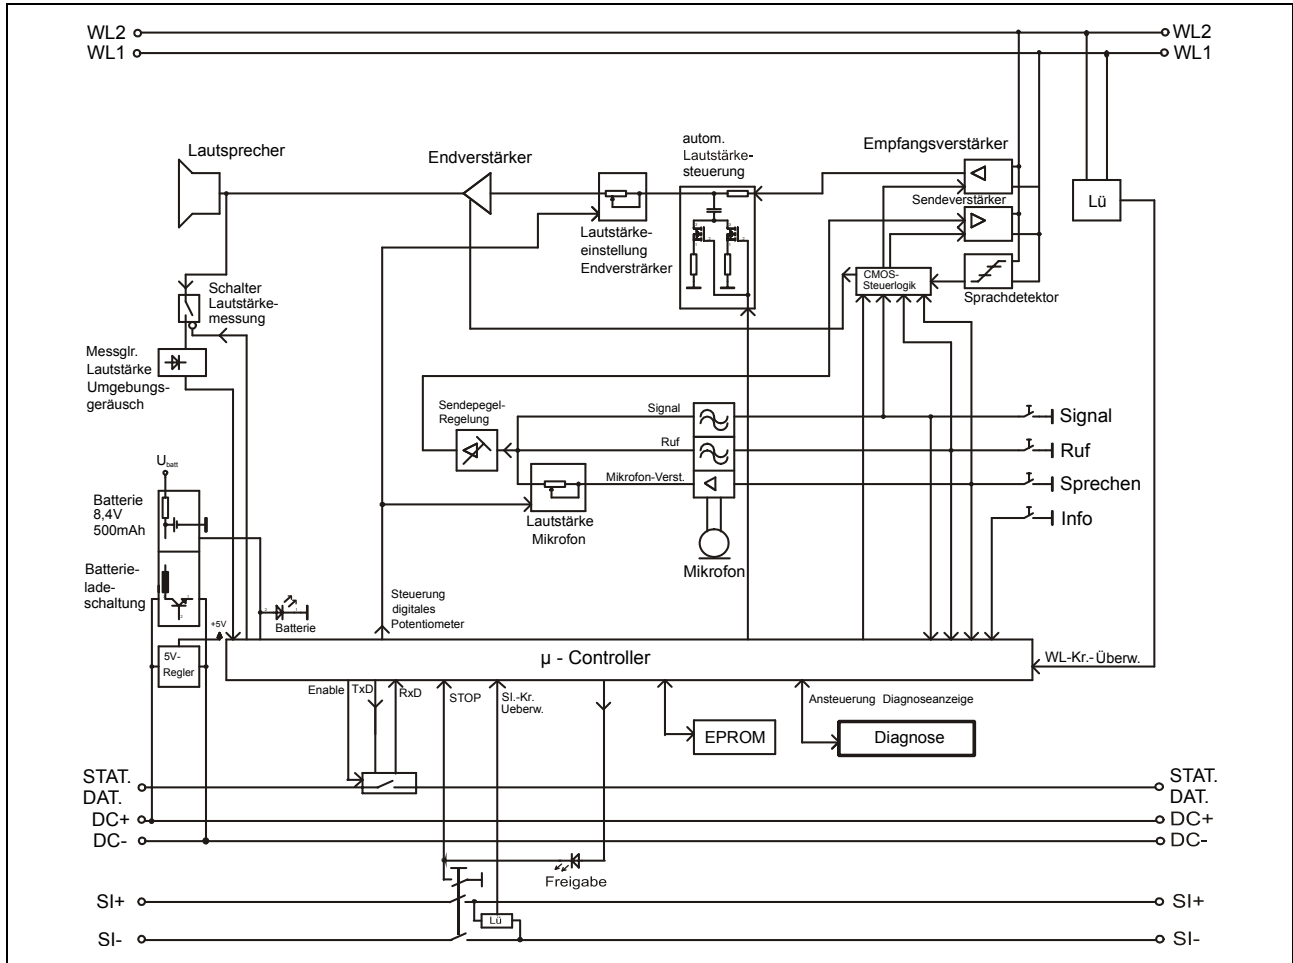 WL2
WL1
WL2
WL1
Lautsprecher
Endverstärker
autom.
Lautstärke-
steuerung
Empfangsverstärker
Sendeverstärker
Lü
Lautstärke-
einstellung
Endversträrker
CMOS-
Steuerlogik
Sprachdetektor
Schalter
Lautstärke-
messung
Messglr.
Lautstärke
Umgebungs-
geräusch
Sendepegel-
Regelung
Signal
Ruf
Mikrofon-Verst.
Signal
Ruf
Sprechen
Info
Lautstärke
Mikrofon
Mikrofon
Ubatt
Batterie
8,4V
500mAh
Batterie-
lade-
schaltung
+5V
5V-
Regler
Batterie
Steuerung
digitales
Potentiometer
µ - Controller
WL-Kr.-Überw.
Enable
TxD
RxD
STOP
SI.-Kr.
Ueberw.
Ansteuerung Diagnoseanzeige
EPROM
Diagnose
STAT.
DAT.
DC+
DC-
STAT.
DAT.
DC+
DC-
Freigabe
SI+
SI-
Lü
SI+
SI-